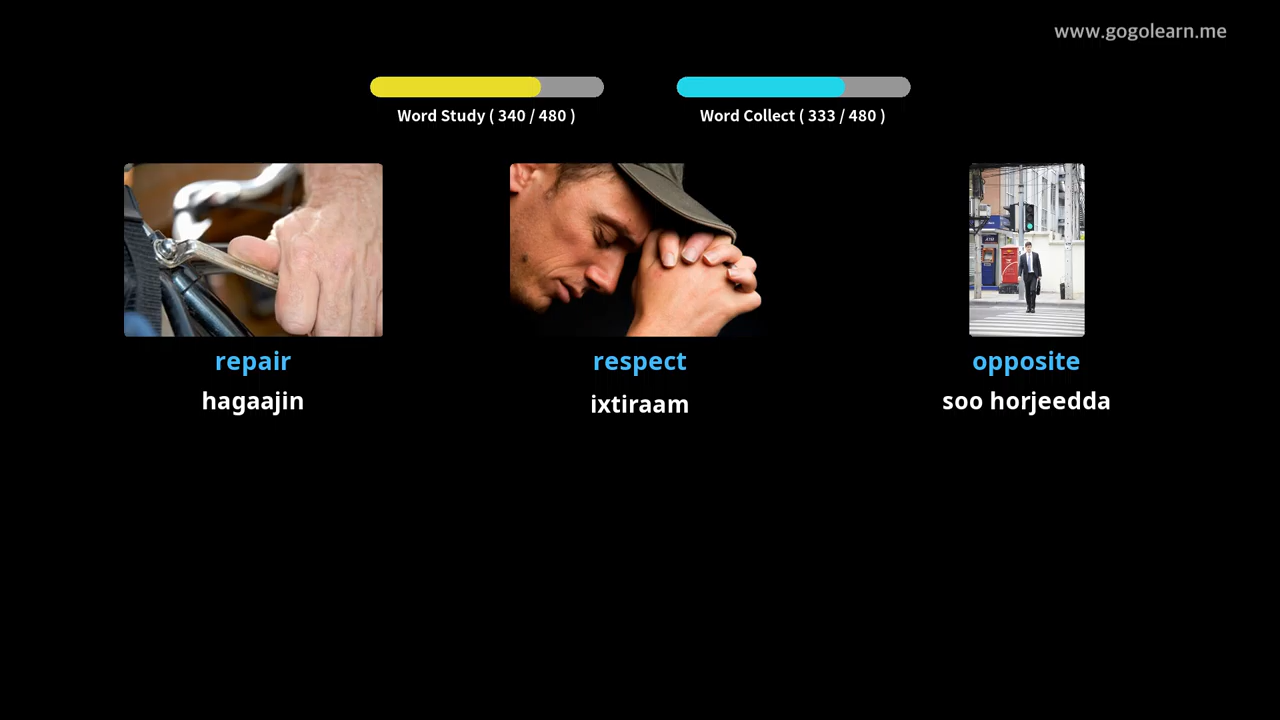 www.gogolearn.me
Word Study ( 340 / 480 )
Word Collect ( 333 / 480 )
repair
respect
opposite
hagaajin
ixtiraam
soo horjeedda